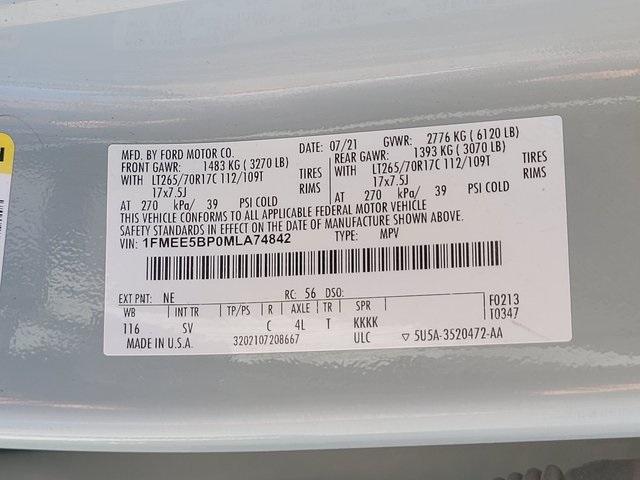 MFD. BY FORD MOTOR CO. DATE: 07/21 GVWR: 2776 KG ( 6120 LB)
FRONT GAWR: 1483 KG ( 3270 LB) REAR GAWR: 1393 KG ( 3070 LB)
WITH LT265/70R17C 112/109T TIRES WITH LT265/70R17C 112/109T TIRES
17x7.5J RIMS 17x7.5J RIMS
AT 270 kPa/ 39 PSI COLD AT 270 kPa/ 39 PSI COLD
THIS VEHICLE CONFORMS TO ALL APPLICABLE FEDERAL MOTOR VEHICLE
SAFETY STANDARDS IN EFFECT ON THE DATE OF MANUFACTURE SHOWN ABOVE.
VIN: 1FMEE5BP0MLA74842 TYPE: MPV
EXT PNT: NE RC: 56 DSO: F0213
WB INT TR TP/PS R AXLE TR SPR T0347
116 SV C 4L T KKKK
MADE IN U.S.A. 3202107208667 ULC ▽ 5U5A-3520472-AA